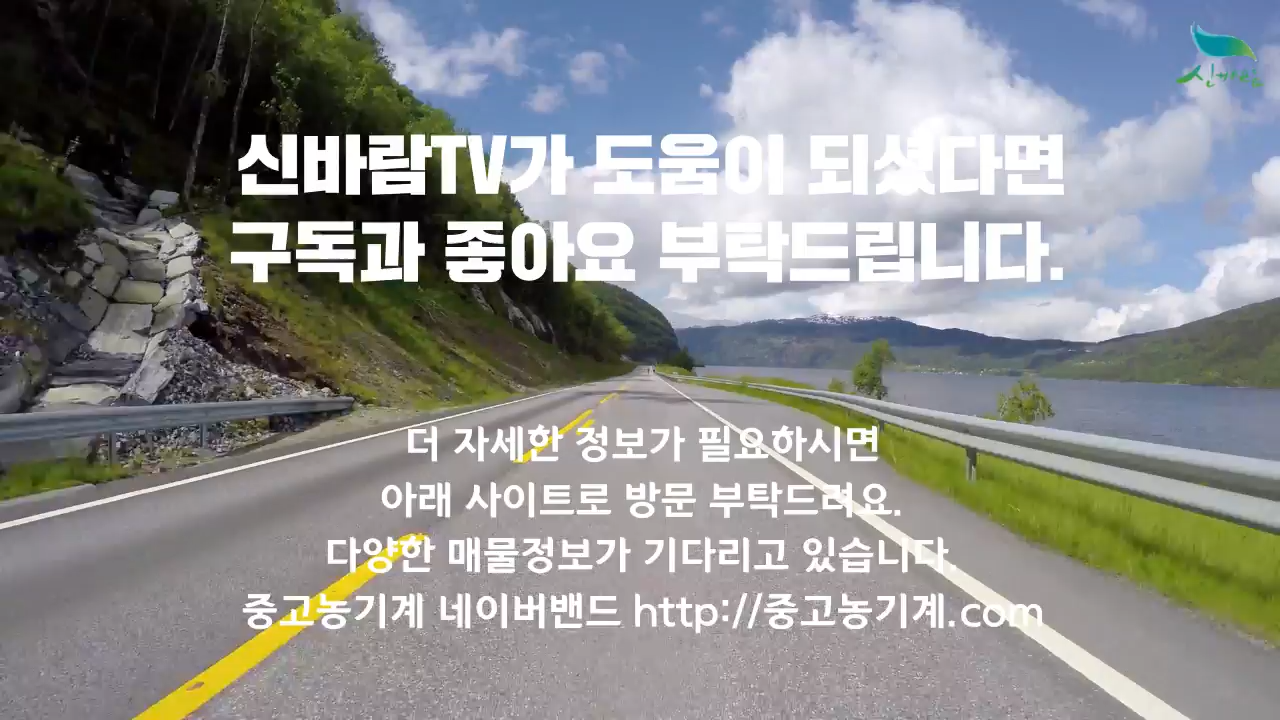 신바람
신바람TV가 도움이 되셨다면
구독과 좋아요 부탁드립니다.
더 자세한 정보가 필요하시면
아래 사이트로 방문 부탁드려요.
다양한 매물정보가 기다리고 있습니다.
중고농기계 네이버밴드 http://중고농기계.com